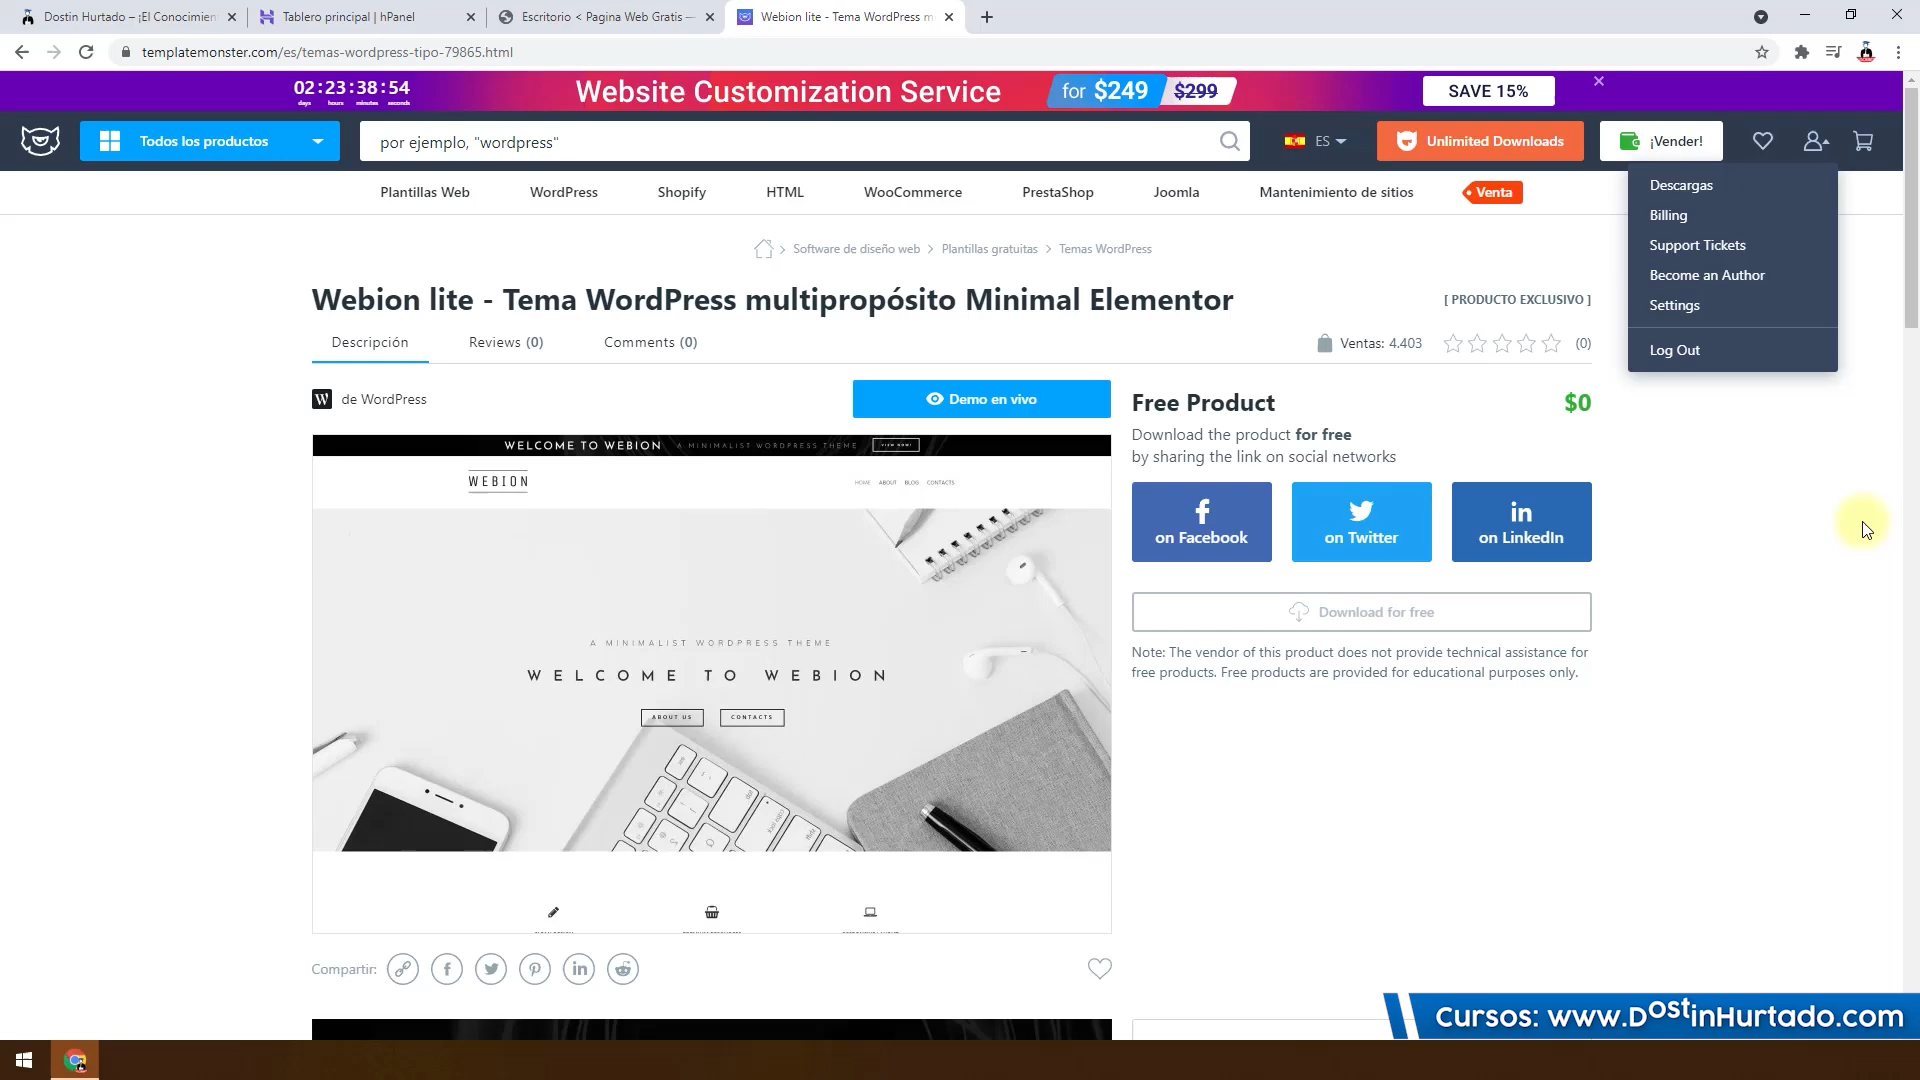 Dostin Hurtado – ¡El Conocimien
Tablero principal | hPanel
Escritorio < Pagina Web Gratis —
Webion lite - Tema WordPress m
templatemonster.com/es/temas-wordpress-tipo-79865.html
02:23:38:54
days hours minutes seconds
Website Customization Service
for $249 $299
SAVE 15%
Todos los productos
por ejemplo, "wordpress"
ES
Unlimited Downloads
¡Vender!
Plantillas Web
WordPress
Shopify
HTML
WooCommerce
PrestaShop
Joomla
Mantenimiento de sitios
Venta
Descargas
Billing
Support Tickets
Become an Author
Settings
Log Out
Software de diseño web > Plantillas gratuitas > Temas WordPress
Webion lite - Tema WordPress multipropósito Minimal Elementor
[ PRODUCTO EXCLUSIVO ]
Descripción
Reviews (0)
Comments (0)
Ventas: 4.403
(0)
W de WordPress
Demo en vivo
WELCOME TO WEBION A MINIMALIST WORDPRESS THEME VIEW NOW!
WEBION
HOME ABOUT BLOG CONTACTS
A MINIMALIST WORDPRESS THEME
WELCOME TO WEBION
ABOUT US
CONTACTS
Free Product
$0
Download the product for free
by sharing the link on social networks
on Facebook
on Twitter
on LinkedIn
Download for free
Note: The vendor of this product does not provide technical assistance for
free products. Free products are provided for educational purposes only.
Compartir:
Cursos: www.DostinHurtado.com